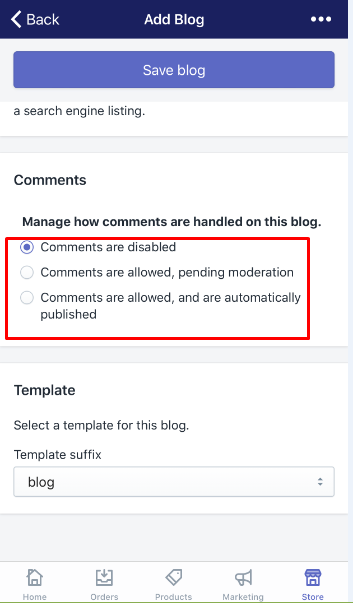 Back
Add Blog
Save blog
a search engine listing.
Comments
Manage how comments are handled on this blog.
Comments are disabled
Comments are allowed, pending moderation
Comments are allowed, and are automatically
published
Template
Select a template for this blog.
Template suffix
blog
Home Orders Products Marketing Store